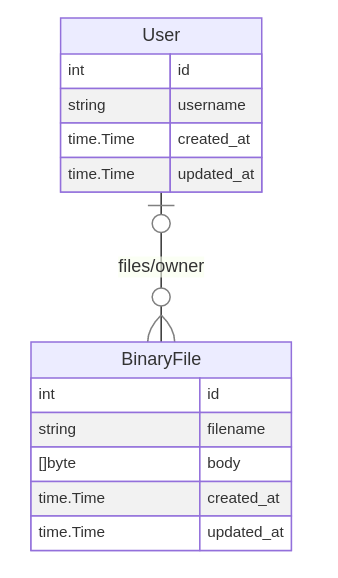 User
int id
string username
time.Time created_at
time.Time updated_at
files/owner
BinaryFile
int id
string filename
[]byte body
time.Time created_at
time.Time updated_at